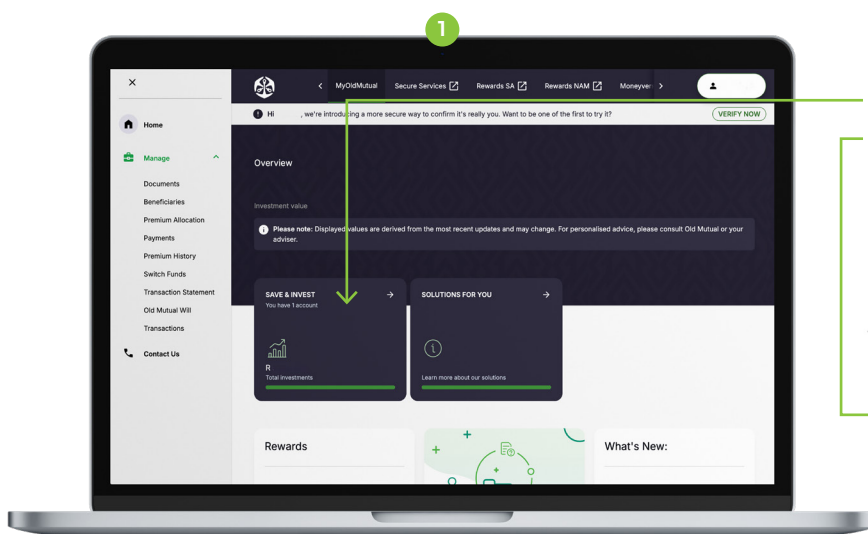 1
MyOldMutual Secure Services Rewards SA Rewards NAM Moneyver
Hi , we're introducing a more secure way to confirm it's really you. Want to be one of the first to try it? VERIFY NOW
Home
Manage
Documents
Beneficiaries
Premium Allocation
Payments
Premium History
Switch Funds
Transaction Statement
Old Mutual Will
Transactions
Contact Us
Overview
Investment value
Please note: Displayed values are derived from the most recent updates and may change. For personalised advice, please consult Old Mutual or your
adviser.
SAVE & INVEST
You have 1 account
R
Total investments
SOLUTIONS FOR YOU
Learn more about our solutions
Rewards
What's New: